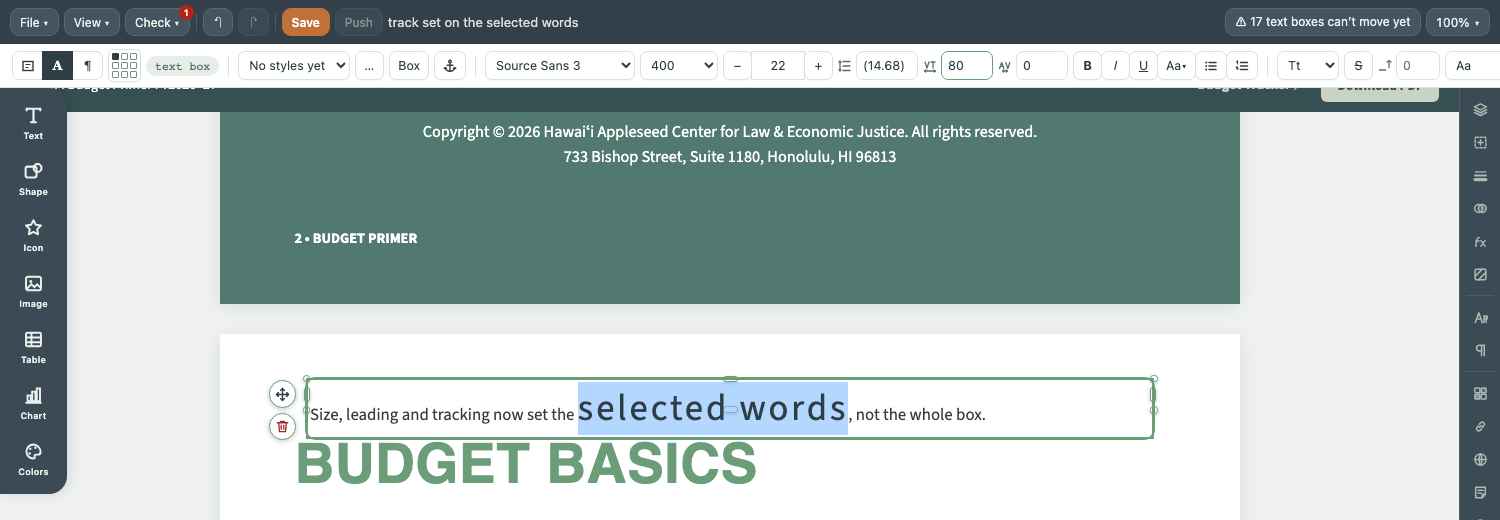 File ▾ View ▾ Check ▾ 1 Save Push track set on the selected words ⚠ 17 text boxes can't move yet 100% ▾
A ¶ text box No styles yet ... Box Source Sans 3 400 − 22 + (14.68) VT 80 AV 0 B I U Aa▾ Tt S 0 Aa
Text
Shape
Icon
Image
Table
Chart
Colors
Copyright © 2026 Hawaiʻi Appleseed Center for Law & Economic Justice. All rights reserved.
733 Bishop Street, Suite 1180, Honolulu, HI 96813
2 • BUDGET PRIMER
Size, leading and tracking now set the selected words, not the whole box.
BUDGET BASICS